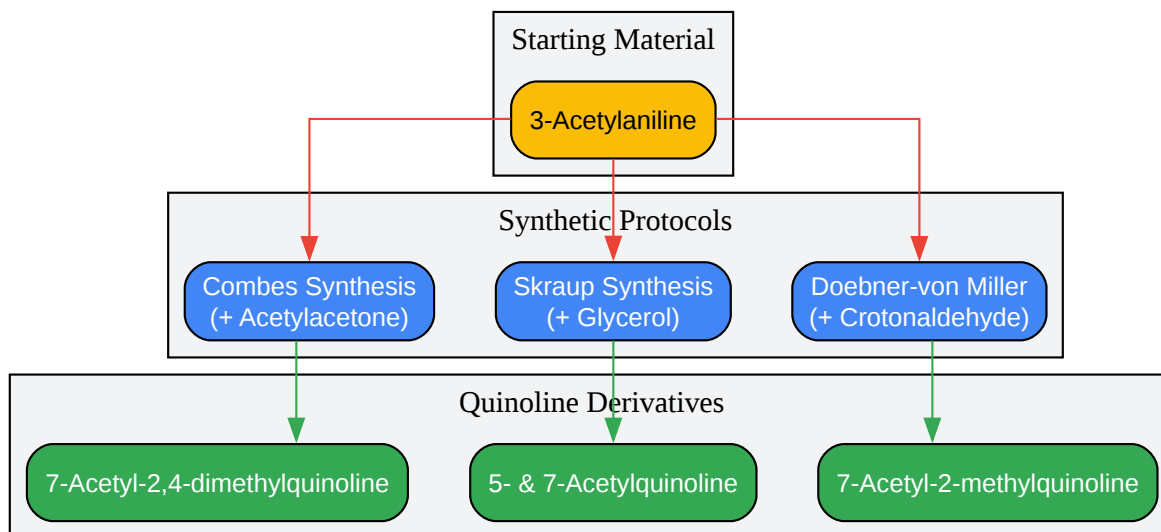 Starting Material
3-Acetylaniline
Synthetic Protocols
Combes Synthesis
(+ Acetylacetone)
Skraup Synthesis
(+ Glycerol)
Doebner-von Miller
(+ Crotonaldehyde)
Quinoline Derivatives
7-Acetyl-2,4-dimethylquinoline
5- & 7-Acetylquinoline
7-Acetyl-2-methylquinoline